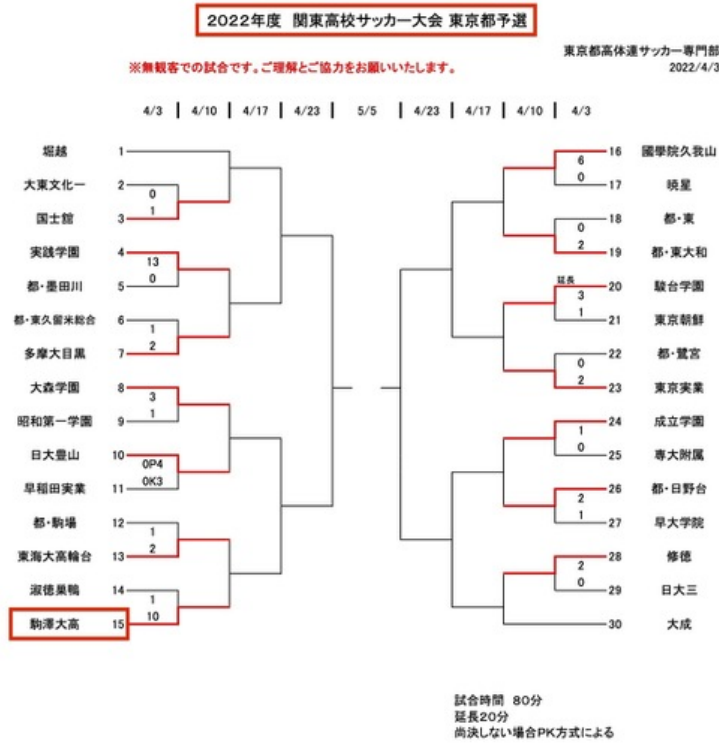 2022年度 関東高校サッカー大会 東京都予選
東京都高体連サッカー専門部
2022/4/3
※無観客での試合です。ご理解とご協力をお願いいたします。
4/3 4/10 4/17 4/23 5/5 4/23 4/17 4/10 4/3
堀越 1
大東文化一 2
0
1
国士舘 3
実践学園 4
13
0
都・墨田川 5
都・東久留米総合 6
1
2
多摩大目黒 7
大森学園 8
3
1
昭和第一学園 9
日大豊山 10
0P4
0K3
早稲田実業 11
都・駒場 12
1
2
東海大高輪台 13
淑徳巣鴨 14
1
10
駒澤大高 15
16 國學院久我山
6
0
17 暁星
18 都・東
0
2
19 都・東大和
延長
20 駿台学園
3
1
21 東京朝鮮
22 都・鷺宮
0
2
23 東京実業
24 成立学園
1
0
25 専大附属
26 都・日野台
2
1
27 早大学院
28 修徳
2
0
29 日大三
30 大成
試合時間 80分
延長20分
尚決しない場合PK方式による